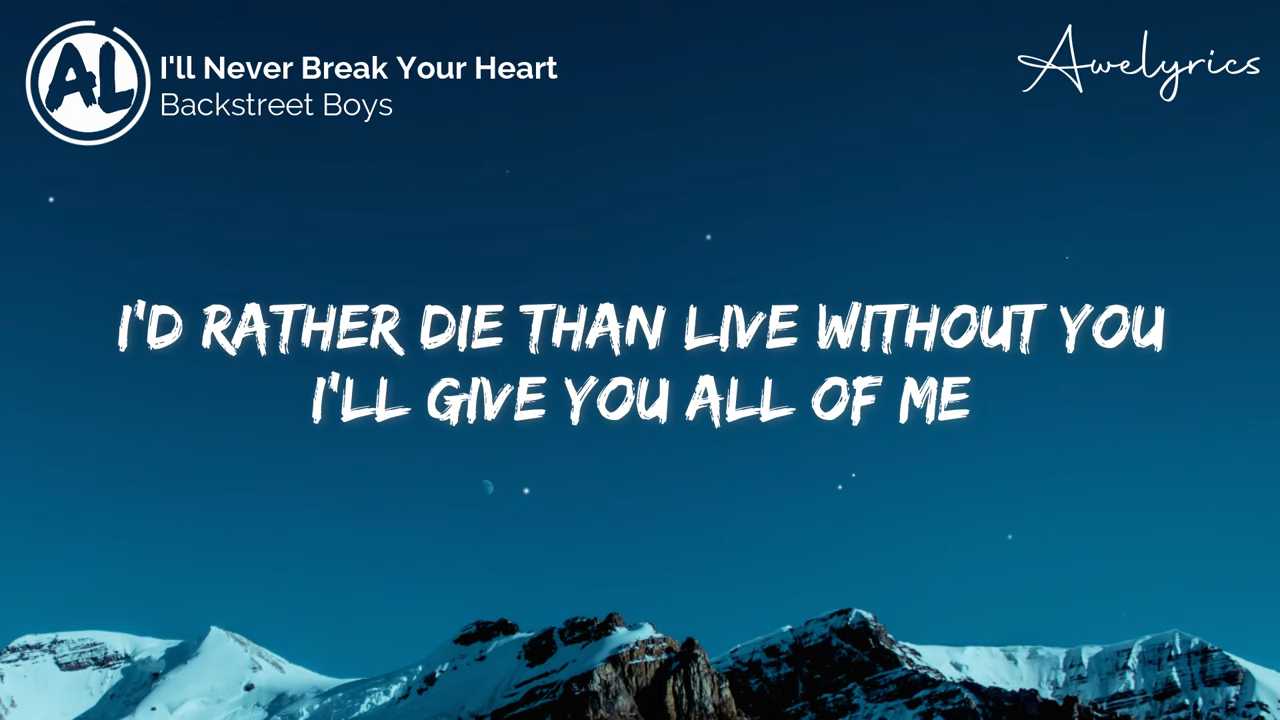 AL
I'll Never Break Your Heart
Backstreet Boys
Awelyrics
I'D RATHER DIE THAN LIVE WITHOUT YOU
I'LL GIVE YOU ALL OF ME